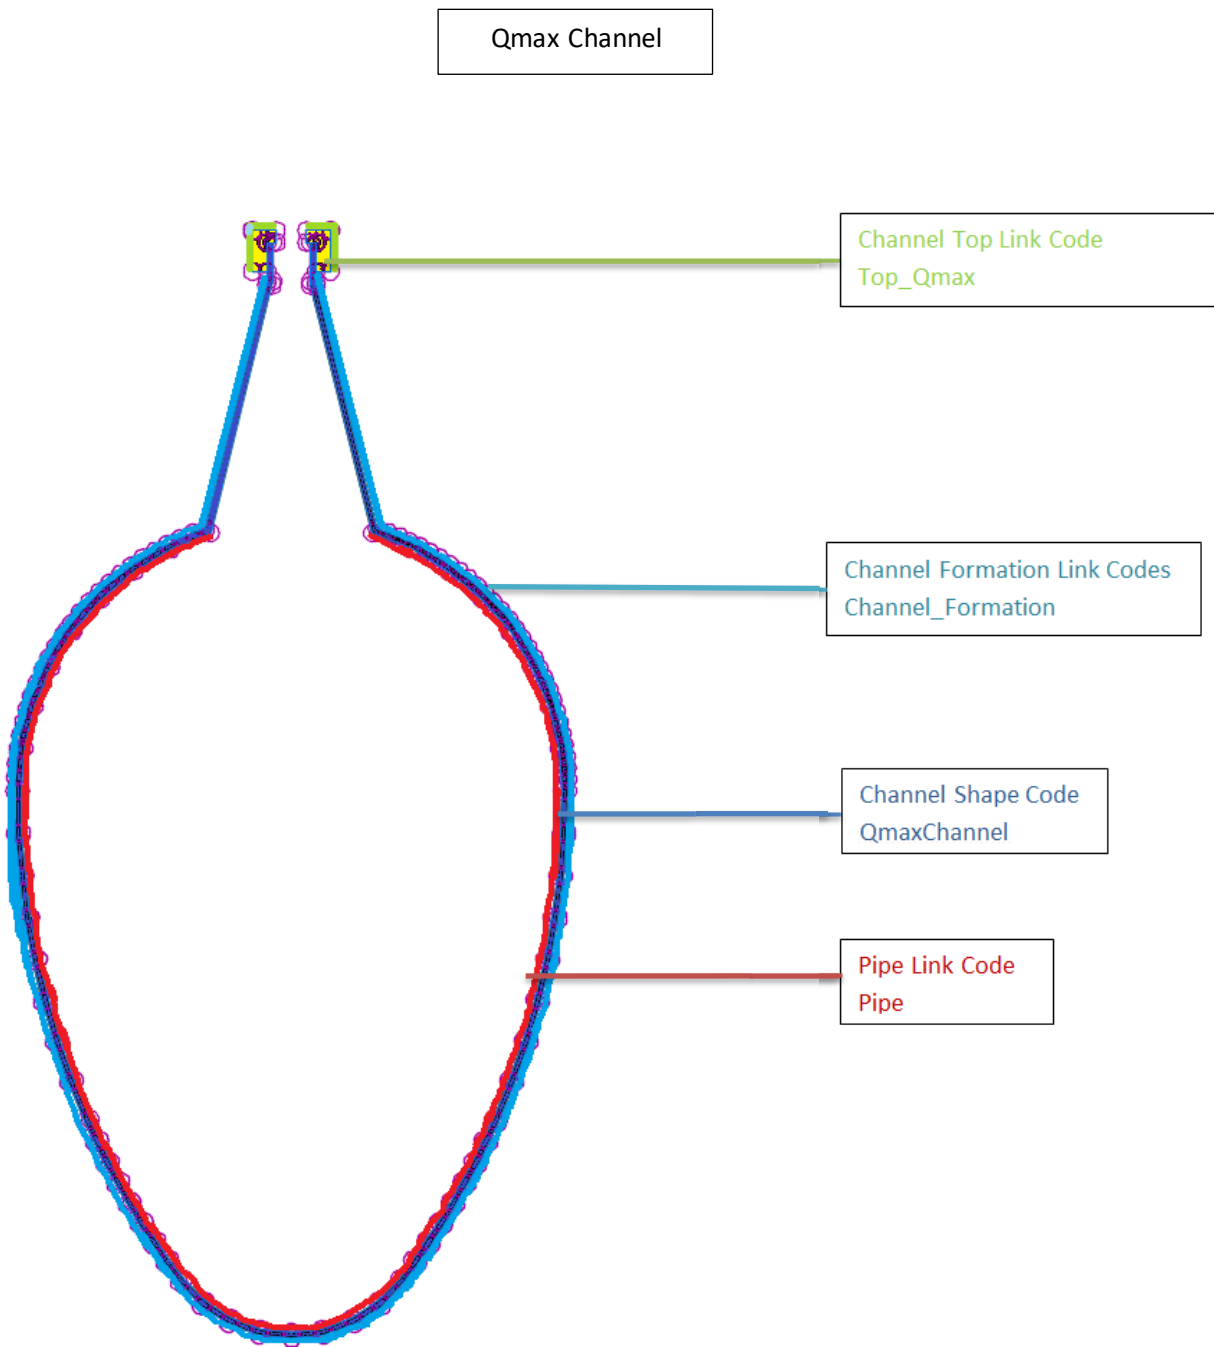 Qmax Channel
Channel Top Link Code
Top_Qmax
Channel Formation Link Codes
Channel_Formation
Channel Shape Code
QmaxChannel
Pipe Link Code
Pipe